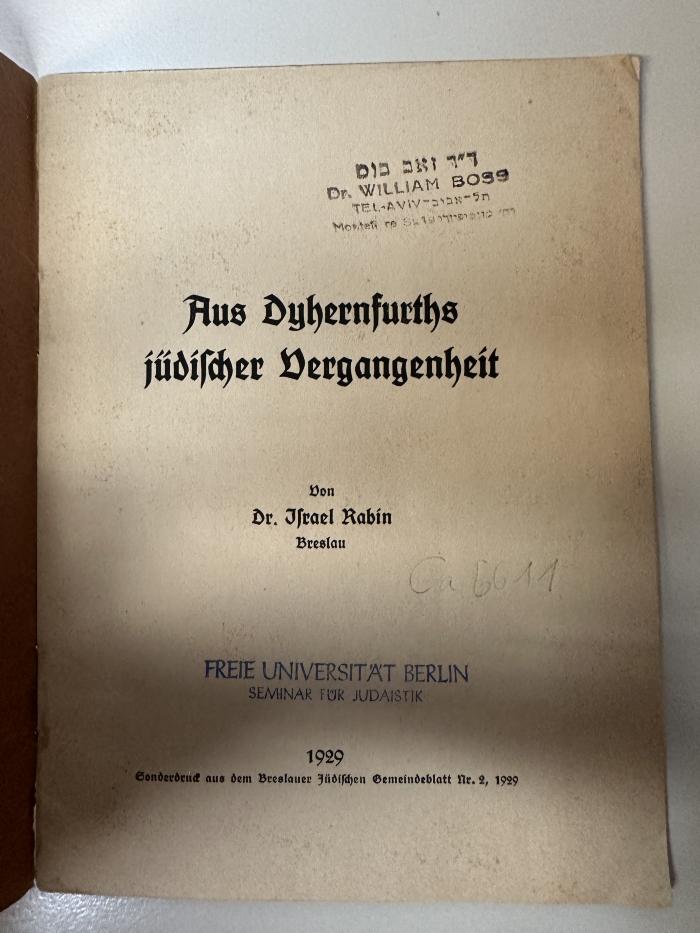 ד״ר זאב בוס
Dr. WILLIAM BOSS
TEL-AVIV-תל-אביב
Aus Dyhernfurths
jüdiſcher Vergangenheit
Von
Dr. Iſrael Rabin
Breslau
Ca 6611
FREIE UNIVERSITÄT BERLIN
SEMINAR FÜR JUDAISTIK
1929
Sonderdruck aus dem Breslauer Jüdiſchen Gemeindeblatt Nr. 2, 1929